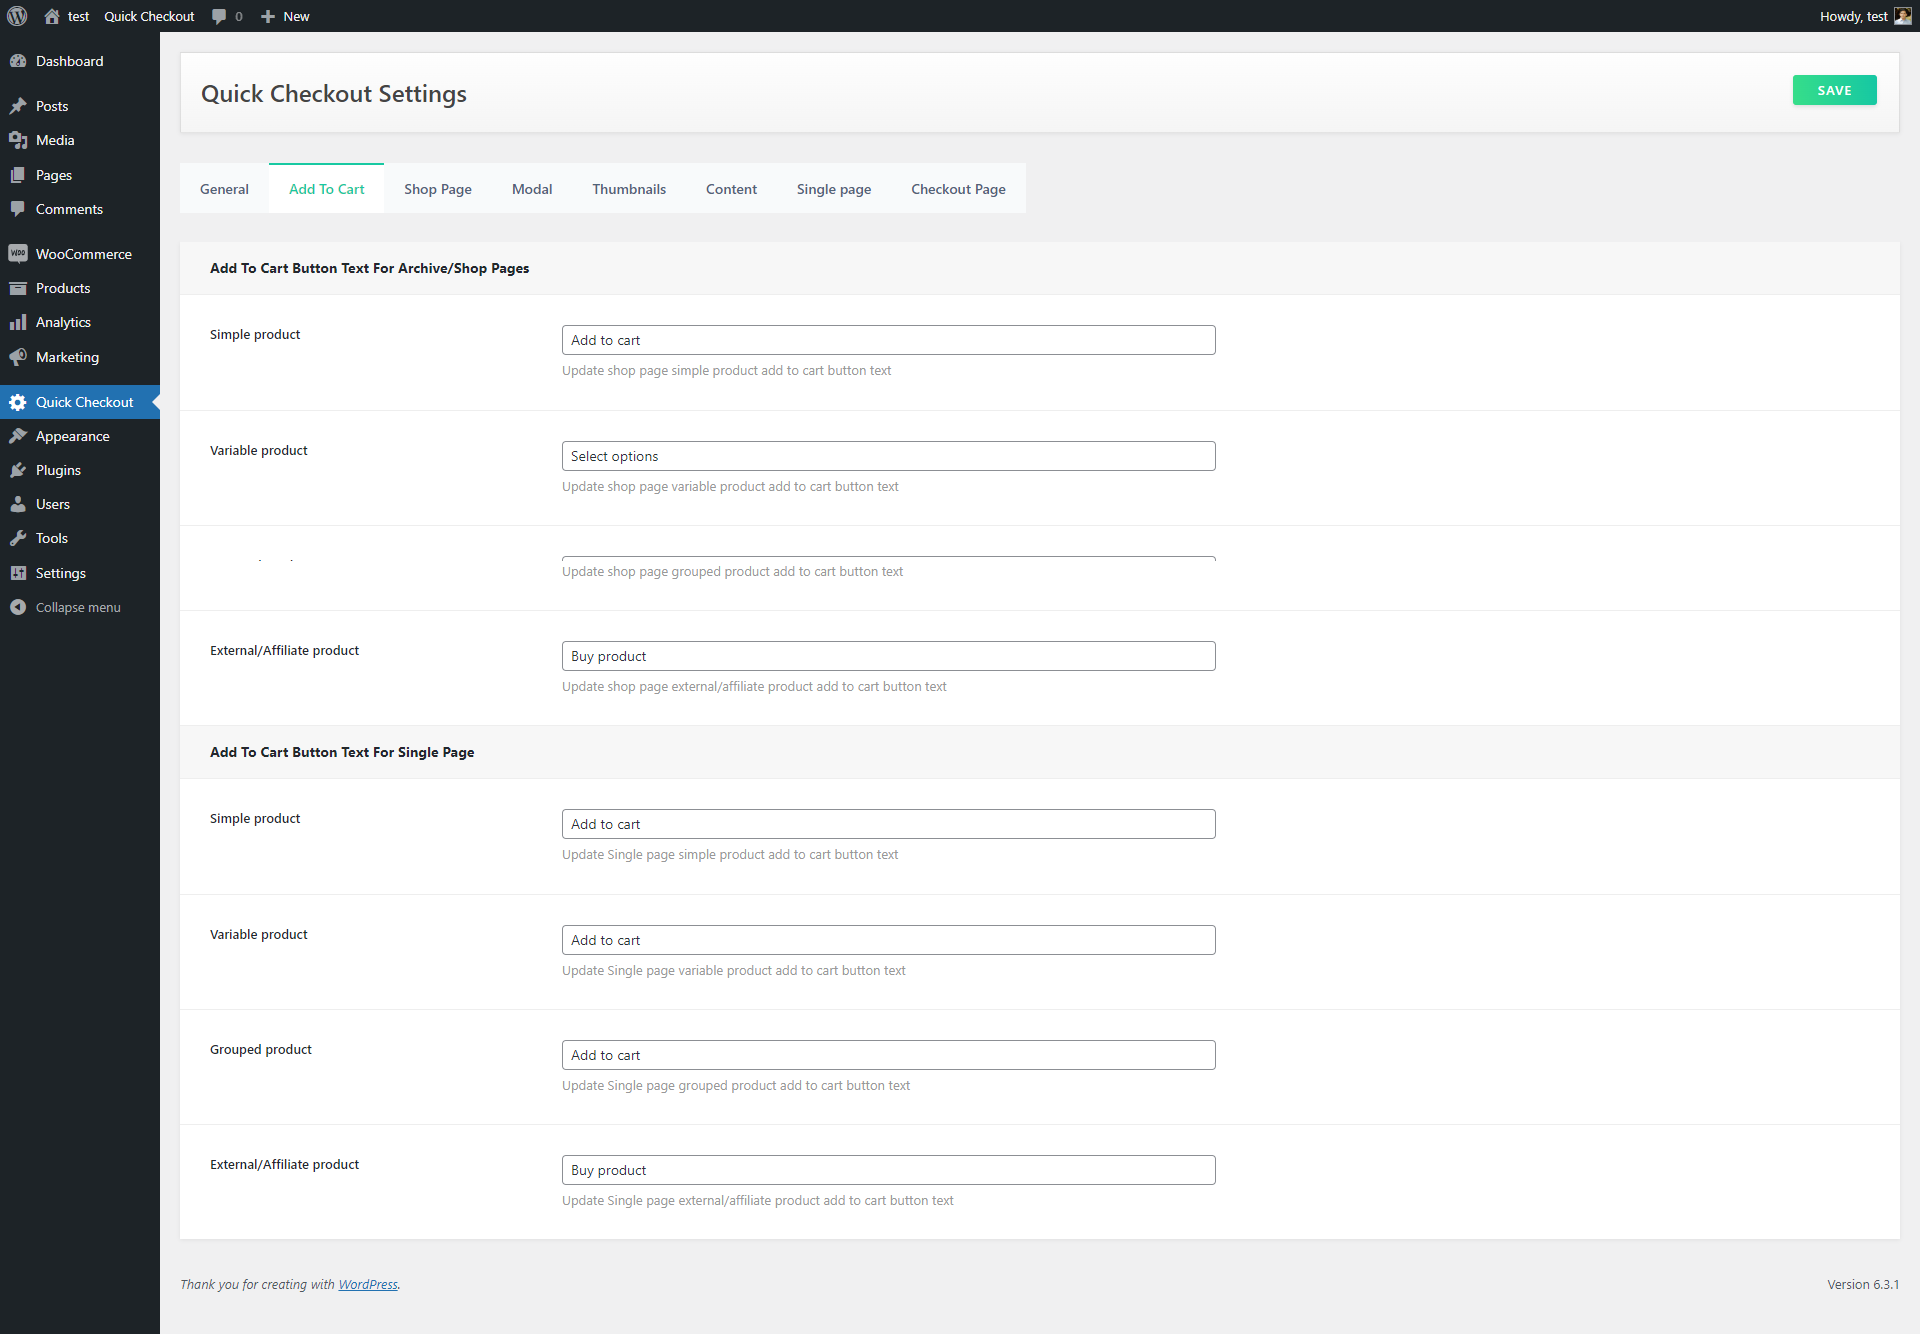 test
Quick Checkout
0
New
Howdy, test
Dashboard
Posts
Media
Pages
Comments
WooCommerce
Products
Analytics
Marketing
Quick Checkout
Appearance
Plugins
Users
Tools
Settings
Collapse menu
Quick Checkout Settings
SAVE
General
Add To Cart
Shop Page
Modal
Thumbnails
Content
Single page
Checkout Page
Add To Cart Button Text For Archive/Shop Pages
Simple product
Add to cart
Update shop page simple product add to cart button text
Variable product
Select options
Update shop page variable product add to cart button text
Update shop page grouped product add to cart button text
External/Affiliate product
Buy product
Update shop page external/affiliate product add to cart button text
Add To Cart Button Text For Single Page
Simple product
Add to cart
Update Single page simple product add to cart button text
Variable product
Add to cart
Update Single page variable product add to cart button text
Grouped product
Add to cart
Update Single page grouped product add to cart button text
External/Affiliate product
Buy product
Update Single page external/affiliate product add to cart button text
Thank you for creating with WordPress.
Version 6.3.1